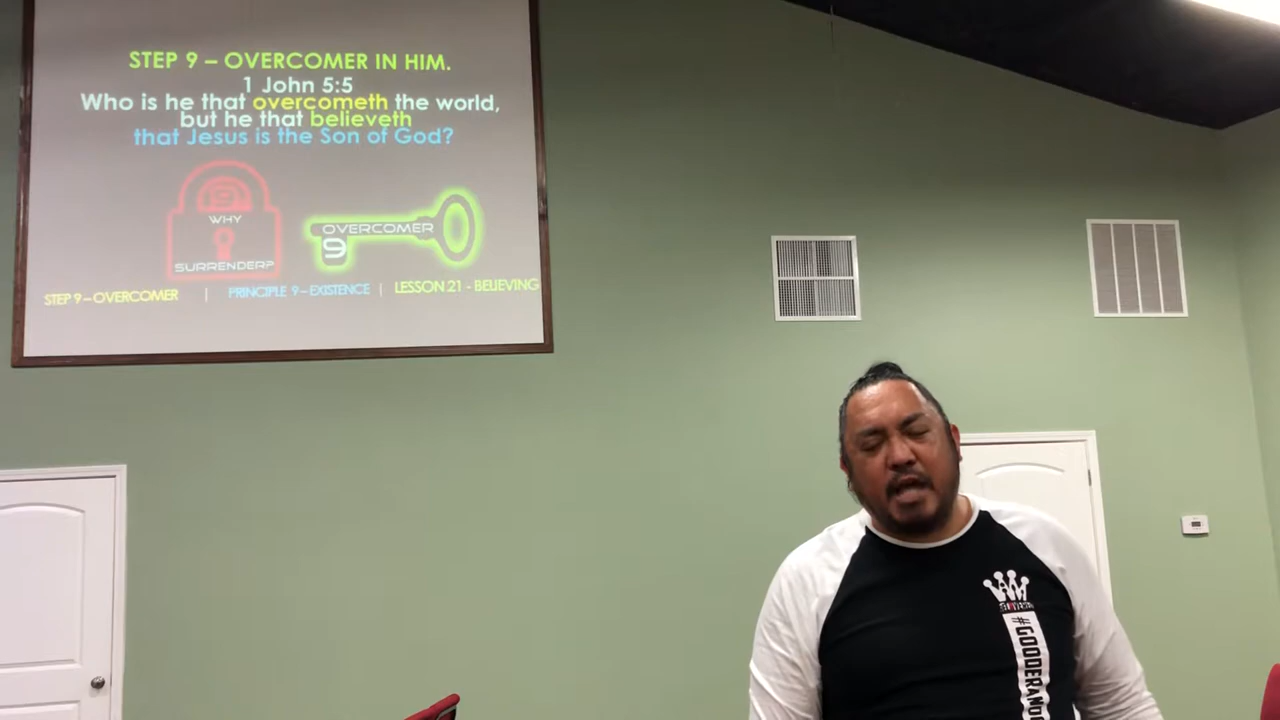 STEP 9 – OVERCOMER IN HIM.
1 John 5:5
Who is he that overcometh the world,
but he that believeth
that Jesus is the Son of God?
9
WHY
SURRENDER?
OVERCOMER
9
STEP 9 – OVERCOMER | PRINCIPLE 9 – EXISTENCE | LESSON 21 - BELIEVING